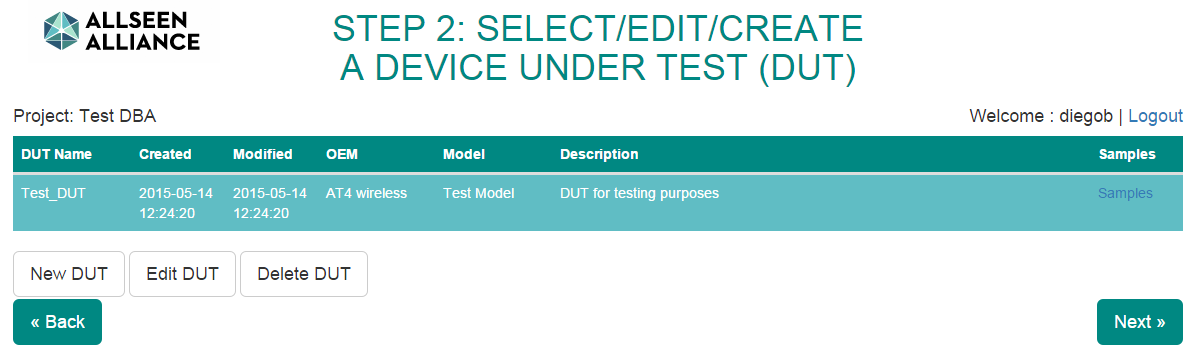 ALLSEEN
ALLIANCE
STEP 2: SELECT/EDIT/CREATE
A DEVICE UNDER TEST (DUT)
Project: Test DBA
Welcome : diegob | Logout
DUT Name Created Modified OEM Model Description Samples
Test_DUT 2015-05-14 2015-05-14 AT4 wireless Test Model DUT for testing purposes Samples
12:24:20 12:24:20
New DUT Edit DUT Delete DUT
« Back Next »